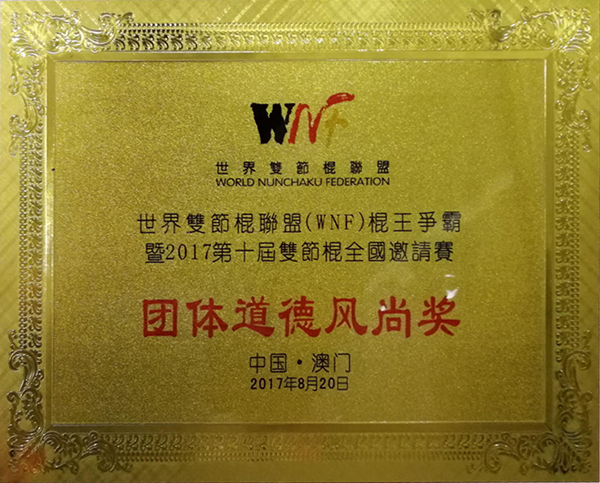 WNF
世界雙節棍聯盟
WORLD NUNCHAKU FEDERATION
世界雙節棍聯盟(WNF)棍王爭霸
暨2017第十屆雙節棍全國邀請賽
团体道德风尚奖
中国·澳门
2017年8月20日